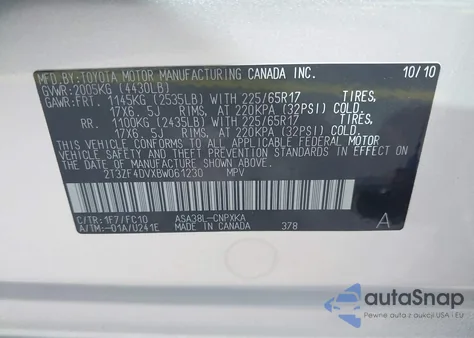 MFD.BY:TOYOTA MOTOR MANUFACTURING CANADA INC. 10/10
GVWR:2005KG (4430LB)
GAWR:FRT. 1145KG (2535LB) WITH 225/65R17 TIRES,
17X6. 5J RIMS, AT 220KPA (32PSI) COLD.
RR. 1100KG (2435LB) WITH 225/65R17 TIRES,
17X6. 5J RIMS, AT 220KPA (32PSI) COLD.
THIS VEHICLE CONFORMS TO ALL APPLICABLE FEDERAL MOTOR
VEHICLE SAFETY, BUMPER, AND THEFT PREVENTION STANDARDS
IN EFFECT ON THE DATE OF MANUFACTURE SHOWN ABOVE.
2T3ZF4DVXBW061230 MPV
C/TR:1F7/FC10 ASA38L-CNPXKA
A/TM:-01A/U241E MADE IN CANADA 378 A
autoSnap
Pewne auta z aukcji USA i EU